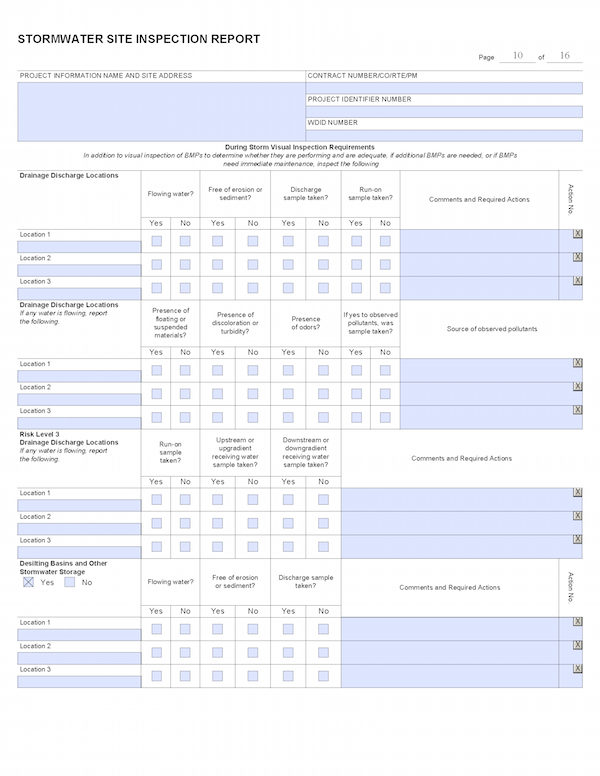 STORMWATER SITE INSPECTION REPORT
Page 10 of 16
PROJECT INFORMATION NAME AND SITE ADDRESS
CONTRACT NUMBER/CO/RTE/PM
PROJECT IDENTIFIER NUMBER
WDID NUMBER
During Storm Visual Inspection Requirements
In addition to visual inspection of BMPs to determine whether they are performing and are adequate, if additional BMPs are needed, or if BMPs
need immediate maintenance, inspect the following
Drainage Discharge Locations
Flowing water?
Free of erosion or
sediment?
Discharge
sample taken?
Run-on
sample taken?
Comments and Required Actions
Action No.
Yes No Yes No Yes No Yes No
Location 1
X
Location 2
X
Location 3
X
Drainage Discharge Locations
If any water is flowing, report
the following.
Presence of
floating or
suspended
materials?
Presence of
discoloration or
turbidity?
Presence
of odors?
If yes to observed
pollutants, was
sample taken?
Source of observed pollutants
Yes No Yes No Yes No Yes No
Location 1
X
Location 2
X
Location 3
X
Risk Level 3
Drainage Discharge Locations
If any water is flowing, report
the following.
Run-on
sample
taken?
Upstream or
upgradient
receiving water
sample taken?
Downstream or
downgradient
receiving water
sample taken?
Comments and Required Actions
Yes No Yes No Yes No
Location 1
X
Location 2
X
Location 3
X
Desilting Basins and Other
Stormwater Storage
Yes No
Flowing water?
Free of erosion
or sediment?
Discharge sample
taken?
Comments and Required Actions
Action No.
Yes No Yes No Yes No
Location 1
X
Location 2
X
Location 3
X